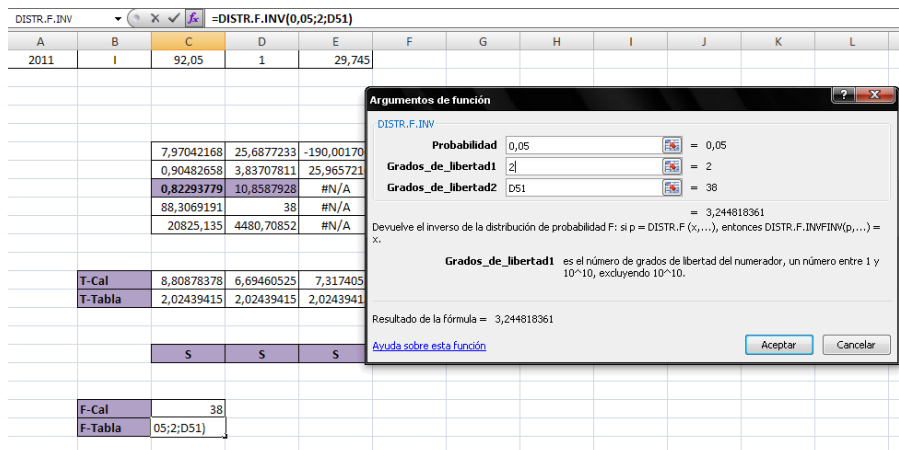 DISTR.F.INV =DISTR.F.INV(0,05;2;D51)
A B C D E F G H I J K L
2011 I 92,05 1 29,745
Argumentos de función
DISTR.F.INV
Probabilidad 0,05 = 0,05
Grados_de_libertad1 2 = 2
Grados_de_libertad2 D51 = 38
= 3,244818361
Devuelve el inverso de la distribución de probabilidad F: si p = DISTR.F (x,...), entonces DISTR.F.INVFINV(p,...) =
x.
Grados_de_libertad1 es el número de grados de libertad del numerador, un número entre 1 y
10^10, excluyendo 10^10.
Resultado de la fórmula = 3,244818361
Ayuda sobre esta función
Aceptar Cancelar
7,97042168 25,6877233 -190,00170
0,90482658 3,83707811 25,965721
0,82293779 10,8587928 #N/A
88,3069191 38 #N/A
20825,135 4480,70852 #N/A
T-Cal 8,80878378 6,69460525 7,317405
T-Tabla 2,02439415 2,02439415 2,0243941
S S S
F-Cal 38
F-Tabla 05;2;D51)